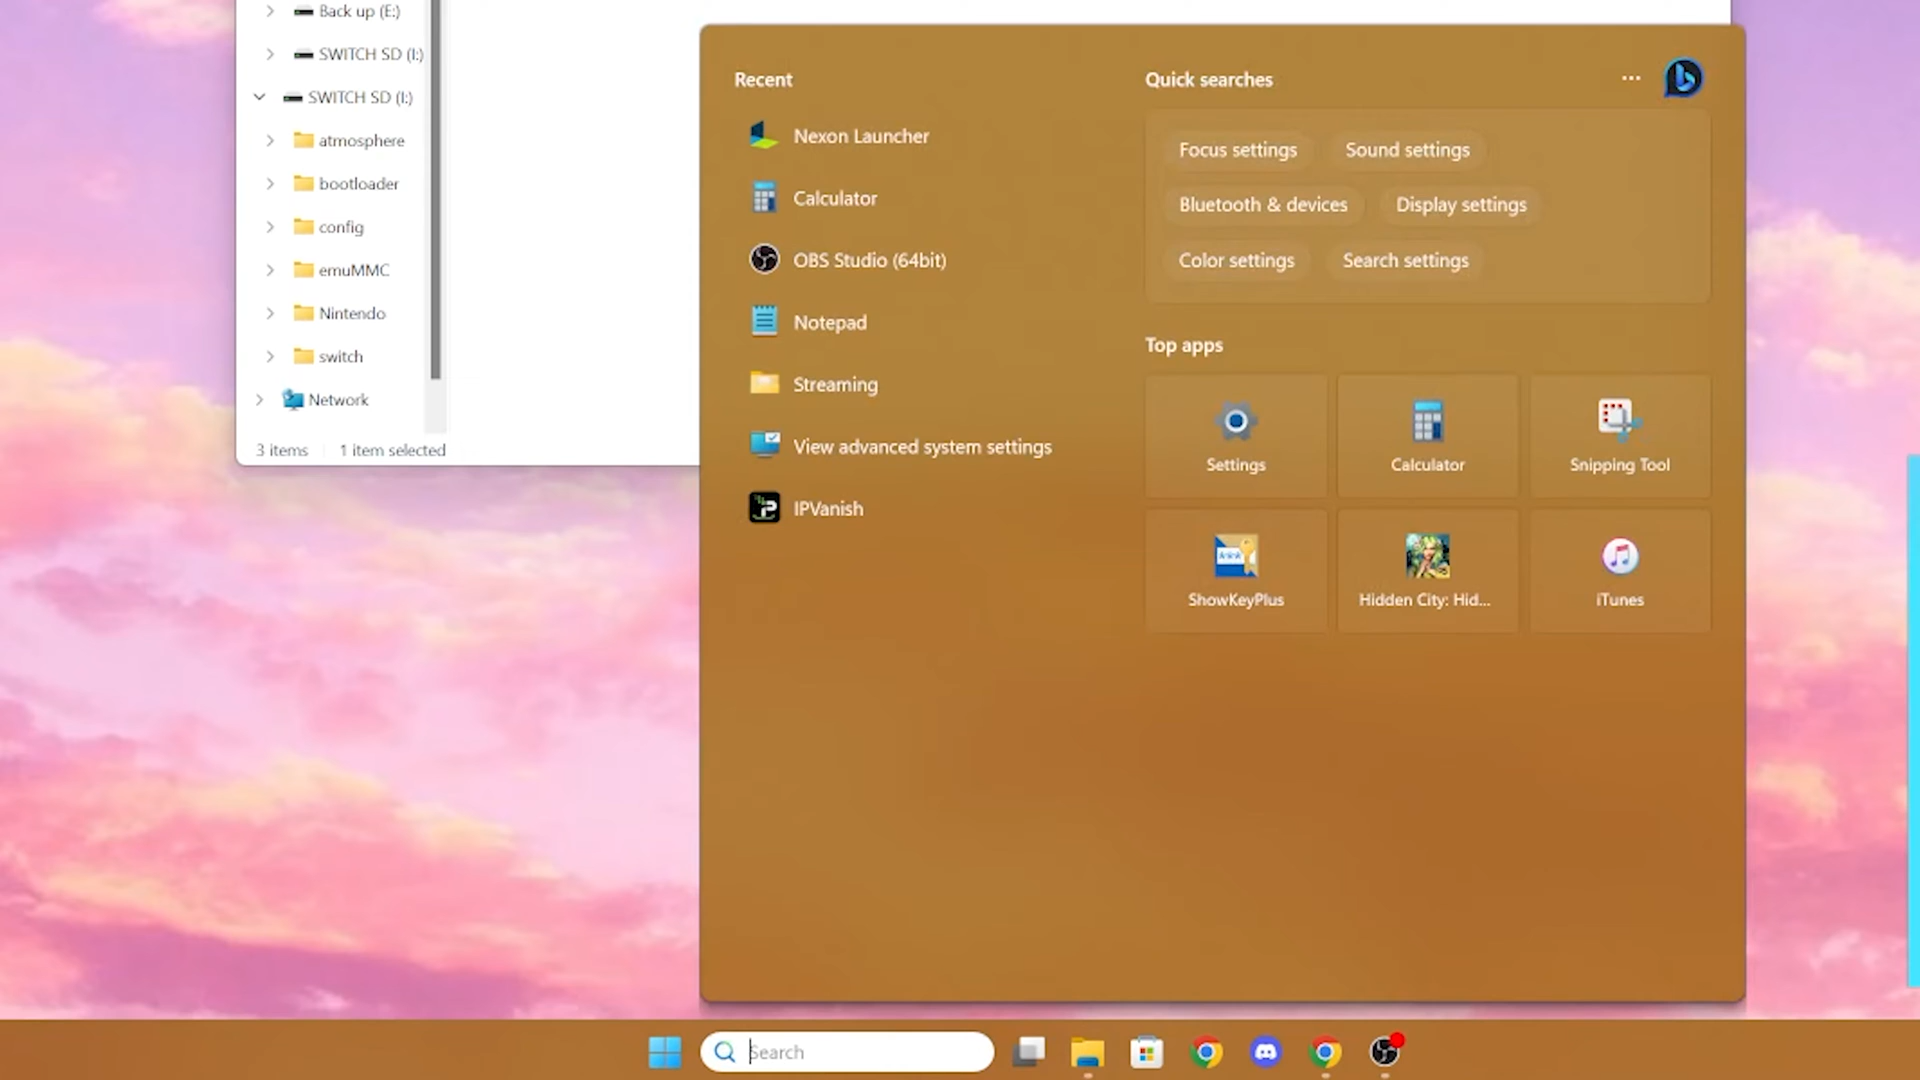 Back up (E:)
SWITCH SD (I:)
SWITCH SD (I:)
atmosphere
bootloader
config
emuMMC
Nintendo
switch
Network
3 items
1 item selected
Recent
Nexon Launcher
Calculator
OBS Studio (64bit)
Notepad
Streaming
View advanced system settings
IPVanish
Quick searches
Focus settings
Sound settings
Bluetooth & devices
Display settings
Color settings
Search settings
Top apps
Settings
Calculator
Snipping Tool
ShowKeyPlus
Hidden City: Hid...
iTunes
Search